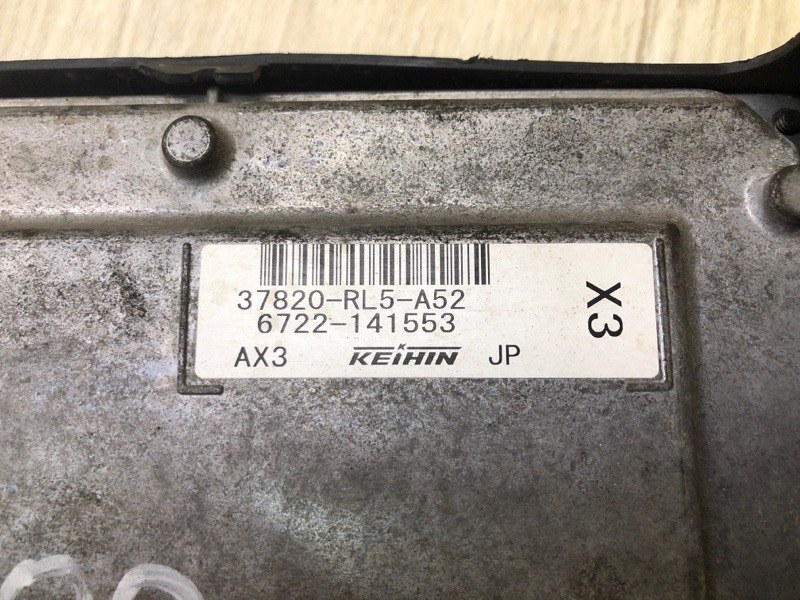 37820-RL5-A52
6722-141553
AX3 KEIHIN JP
X3